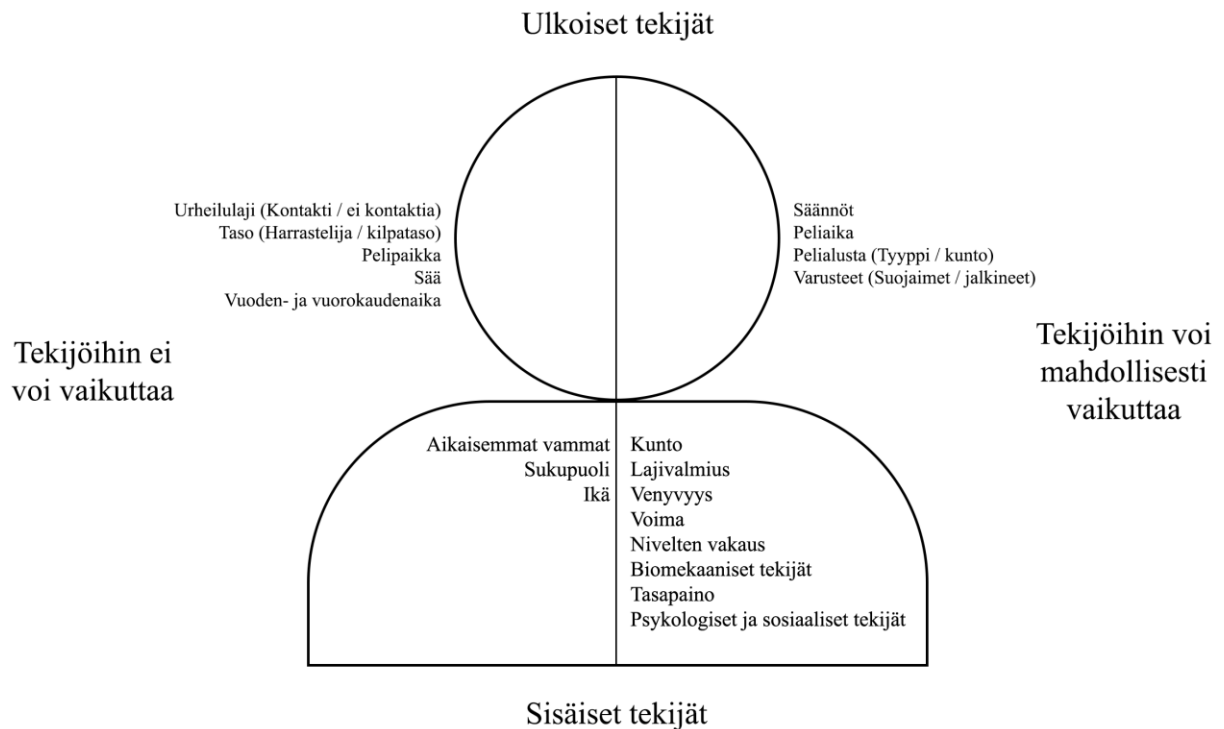 Ulkoiset tekijät
Urheilulaji (Kontakti / ei kontaktia)
Taso (Harrastelija / kilpataso)
Pelipaikka
Sää
Vuoden- ja vuorokaudenaika
Säännöt
Peliaika
Pelialusta (Tyyppi / kunto)
Varusteet (Suojaimet / jalkineet)
Tekijöihin ei
voi vaikuttaa
Tekijöihin voi
mahdollisesti
vaikuttaa
Aikaisemmat vammat
Sukupuoli
Ikä
Kunto
Lajivalmius
Venyvyys
Voima
Nivelten vakaus
Biomekaaniset tekijät
Tasapaino
Psykologiset ja sosiaaliset tekijät
Sisäiset tekijät